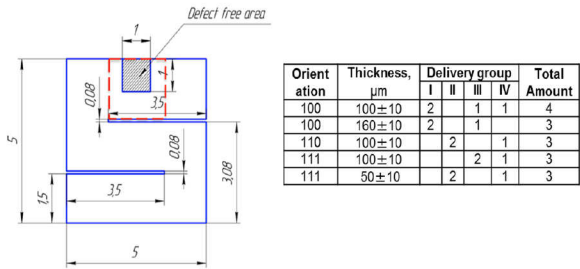 Defect free area
1
1
0,08
3,5
5
0,08
3,08
1,5
3,5
5
Orient ation Thickness, µm Delivery group Total Amount
I II III IV
100 100±10 2 1 1 4
100 160±10 2 1 3
110 100±10 2 1 3
111 100±10 2 1 3
111 50±10 2 1 3